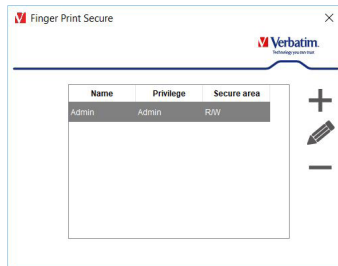 Finger Print Secure
Verbatim.
Technology you can trust
Name Privilege Secure area
Admin Admin R/W